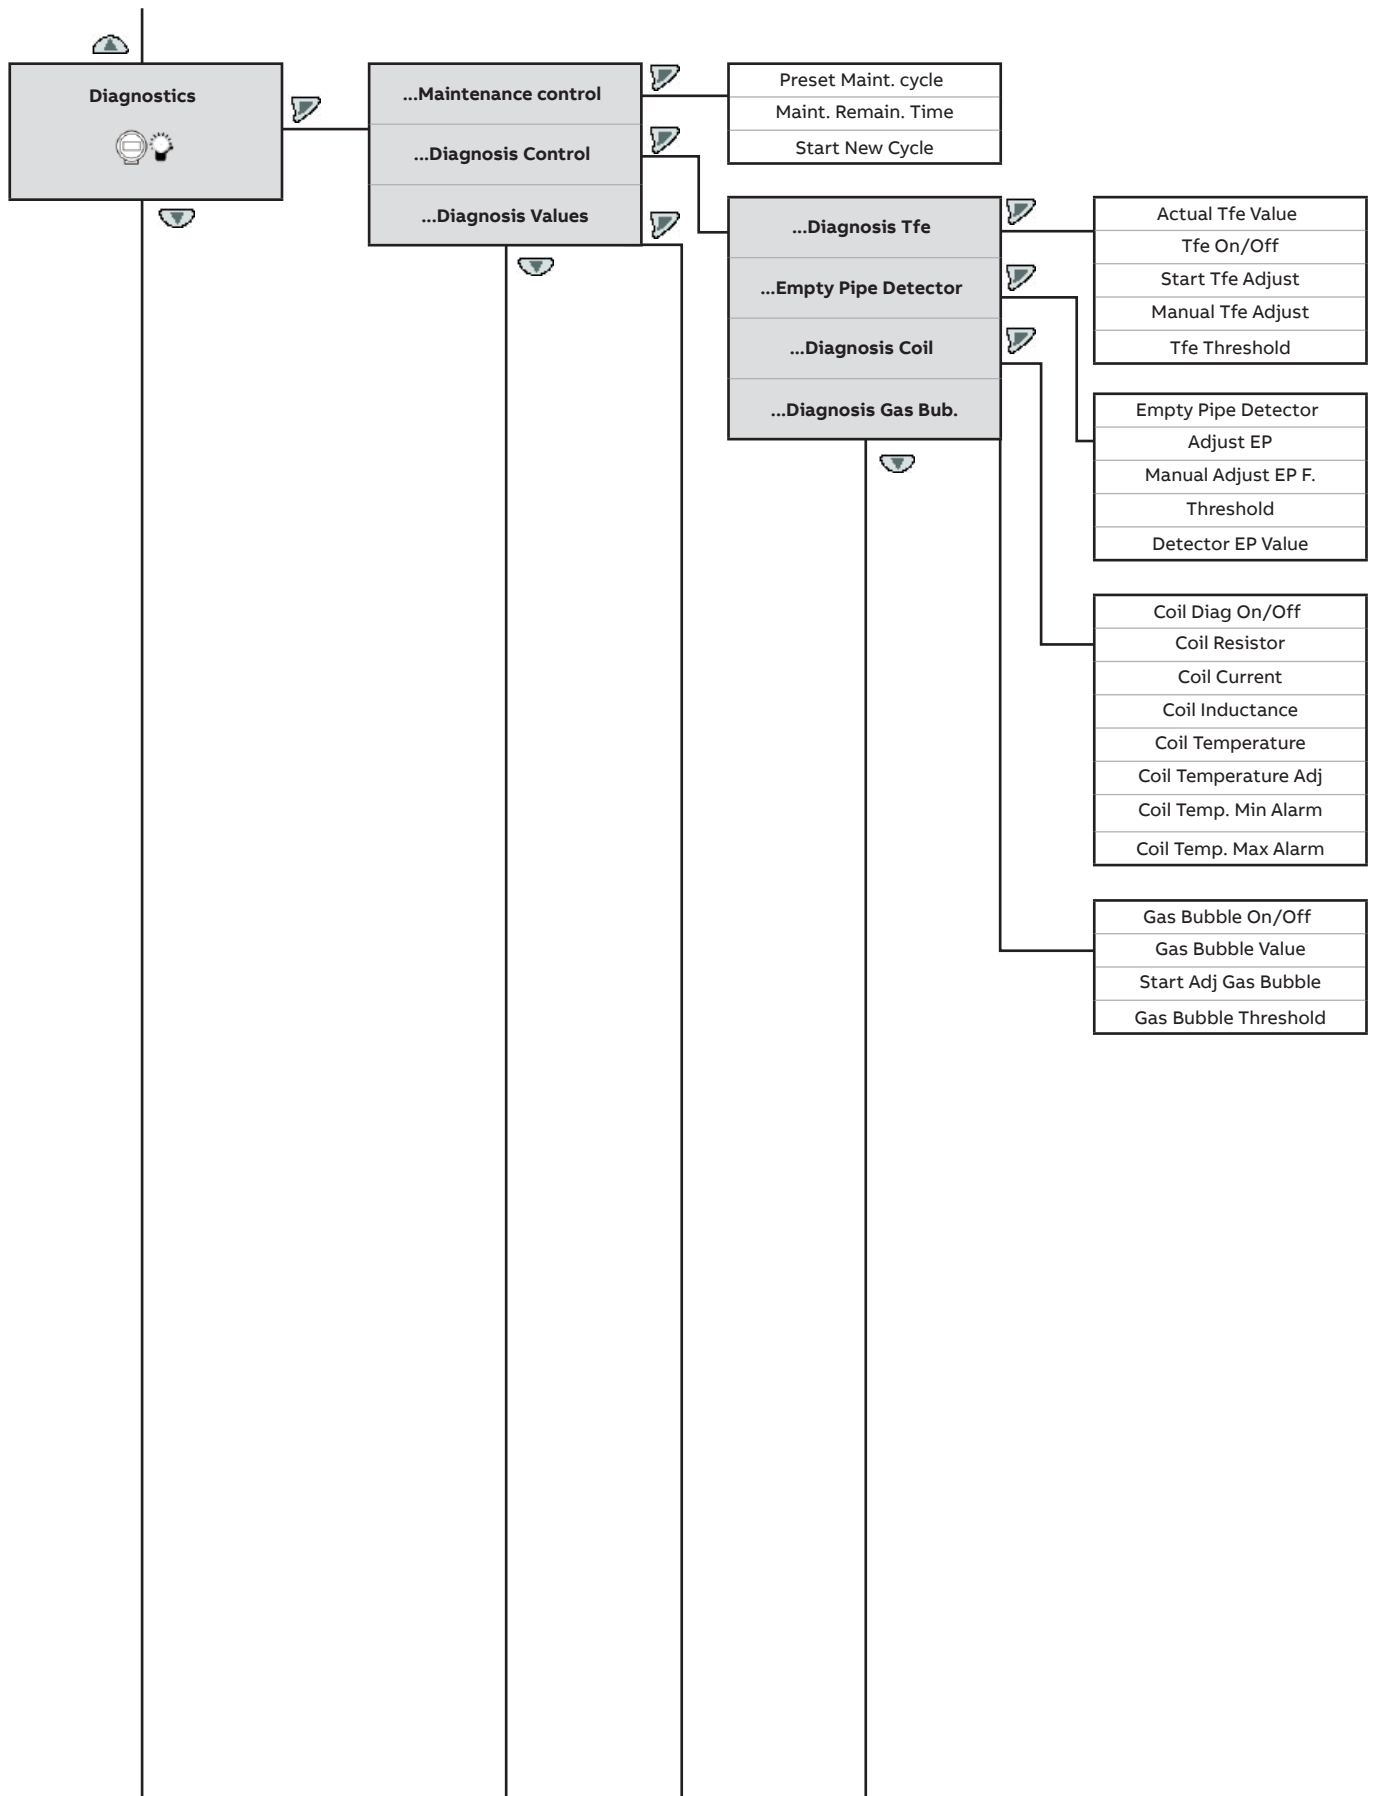 Diagnostics
...Maintenance control
...Diagnosis Control
...Diagnosis Values
Preset Maint. cycle
Maint. Remain. Time
Start New Cycle
...Diagnosis Tfe
...Empty Pipe Detector
...Diagnosis Coil
...Diagnosis Gas Bub.
Actual Tfe Value
Tfe On/Off
Start Tfe Adjust
Manual Tfe Adjust
Tfe Threshold
Empty Pipe Detector
Adjust EP
Manual Adjust EP F.
Threshold
Detector EP Value
Coil Diag On/Off
Coil Resistor
Coil Current
Coil Inductance
Coil Temperature
Coil Temperature Adj
Coil Temp. Min Alarm
Coil Temp. Max Alarm
Gas Bubble On/Off
Gas Bubble Value
Start Adj Gas Bubble
Gas Bubble Threshold